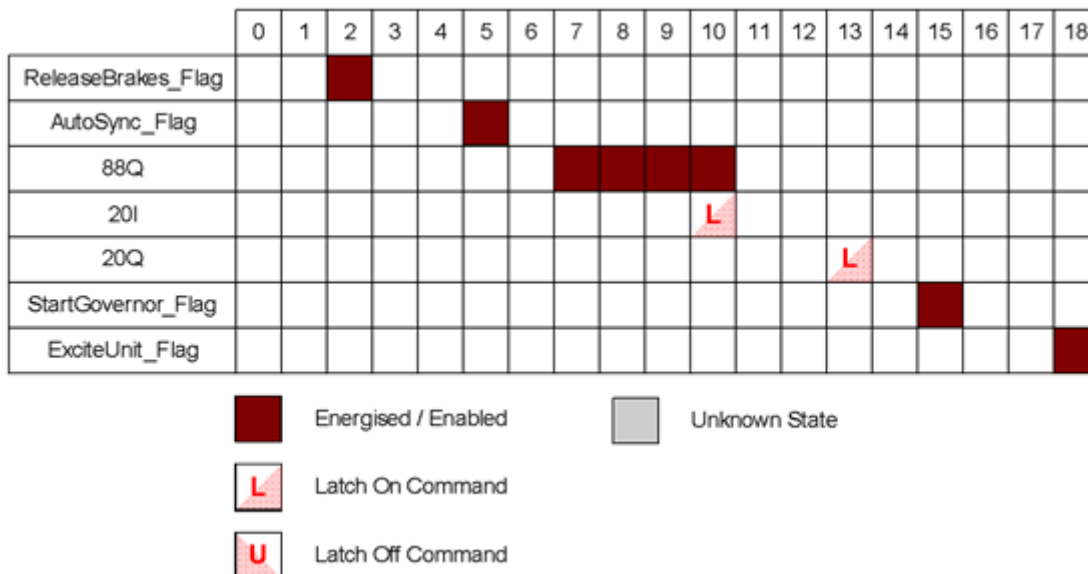 0 1 2 3 4 5 6 7 8 9 10 11 12 13 14 15 16 17 18
ReleaseBrakes_Flag
AutoSync_Flag
88Q
20I L
20Q L
StartGovernor_Flag
ExciteUnit_Flag
Energised / Enabled Unknown State
L Latch On Command
U Latch Off Command